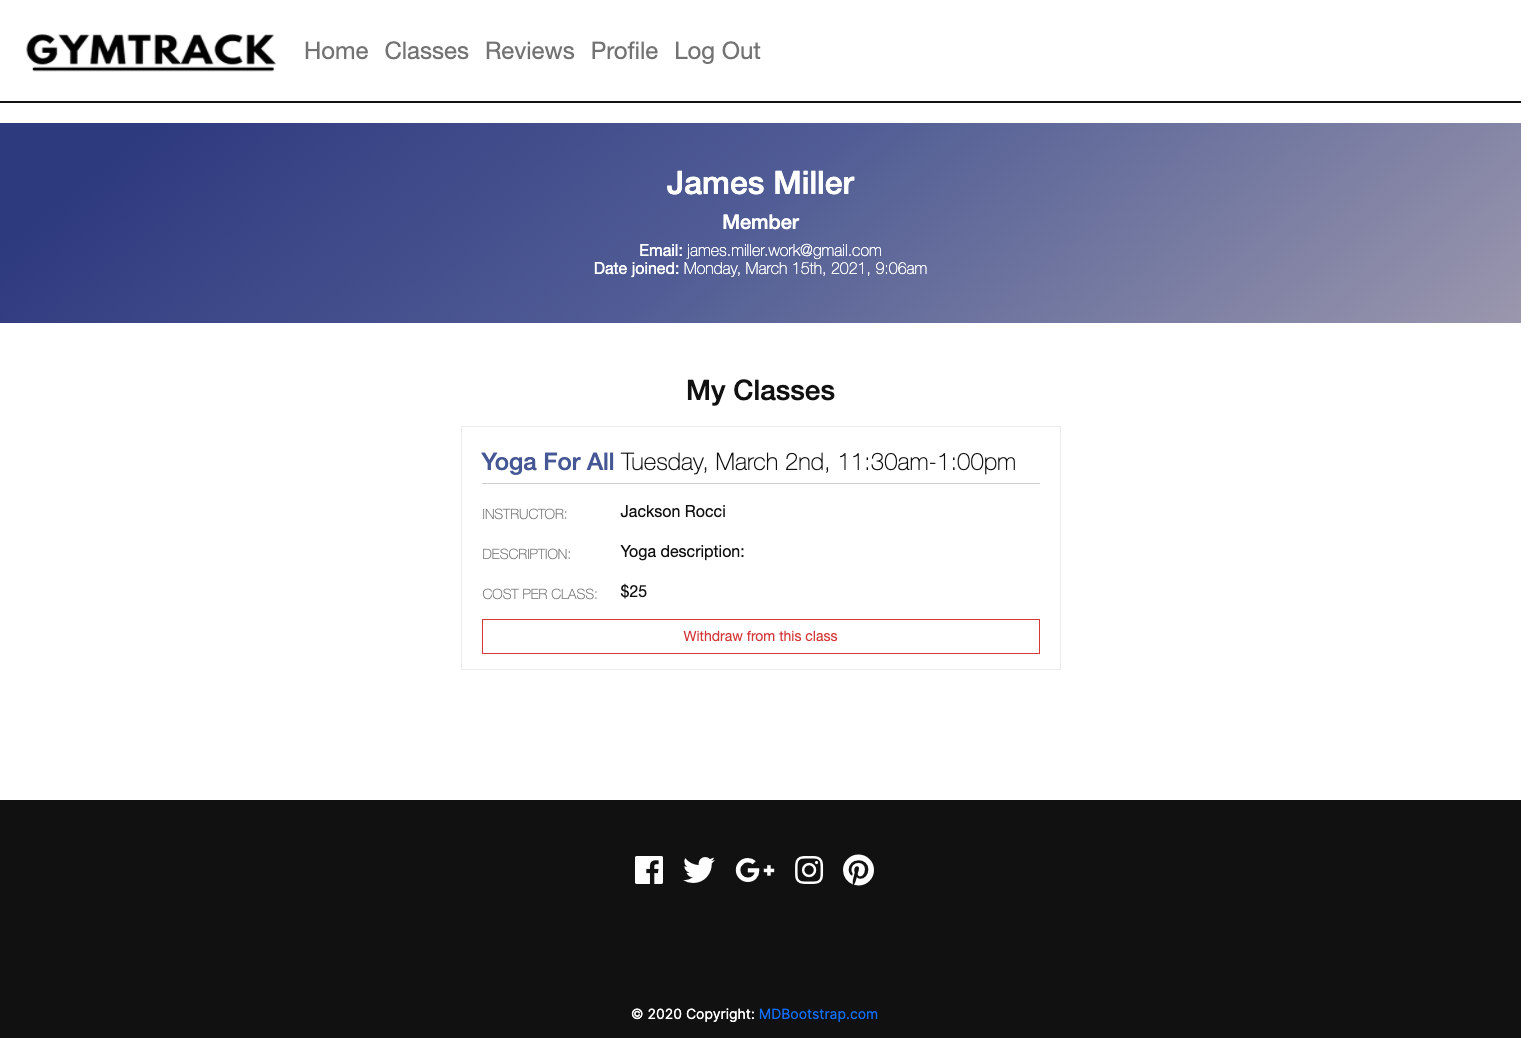 GYMTRACK Home Classes Reviews Profile Log Out
James Miller
Member
Email: james.miller.work@gmail.com
Date joined: Monday, March 15th, 2021, 9:06am
My Classes
Yoga For All Tuesday, March 2nd, 11:30am-1:00pm
INSTRUCTOR: Jackson Rocci
DESCRIPTION: Yoga description:
COST PER CLASS: $25
Withdraw from this class
© 2020 Copyright: MDBootstrap.com